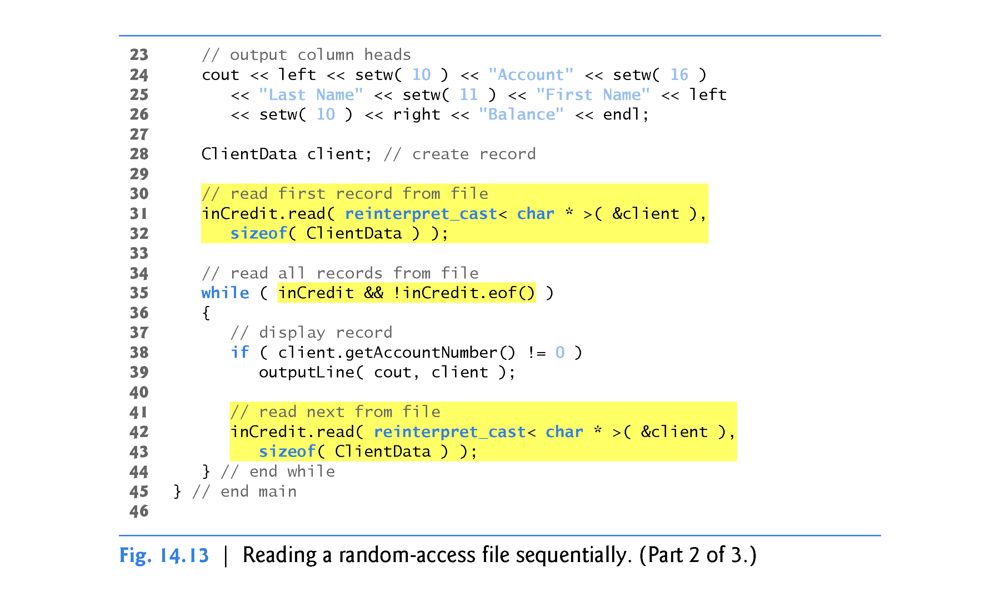 23 // output column heads
24 cout << left << setw( 10 ) << "Account" << setw( 16 )
25 << "Last Name" << setw( 11 ) << "First Name" << left
26 << setw( 10 ) << right << "Balance" << endl;
27
28 ClientData client; // create record
29
30 // read first record from file
31 inCredit.read( reinterpret_cast< char * >( &client ),
32 sizeof( ClientData ) );
33
34 // read all records from file
35 while ( inCredit && !inCredit.eof() )
36 {
37 // display record
38 if ( client.getAccountNumber() != 0 )
39 outputLine( cout, client );
40
41 // read next from file
42 inCredit.read( reinterpret_cast< char * >( &client ),
43 sizeof( ClientData ) );
44 } // end while
45 } // end main
46
Fig. 14.13 | Reading a random-access file sequentially. (Part 2 of 3.)